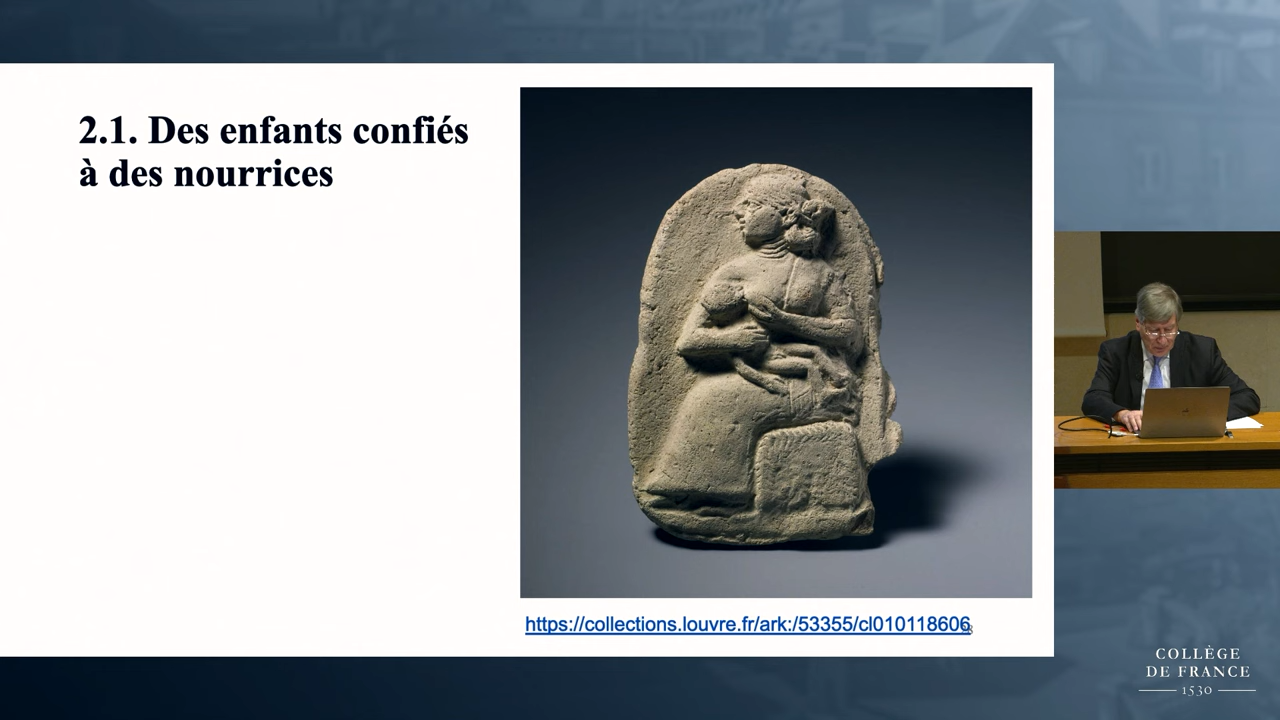 2.1. Des enfants confiés
à des nourrices
https://collections.louvre.fr/ark:/53355/cl010118606
COLLÈGE
DE FRANCE
1530